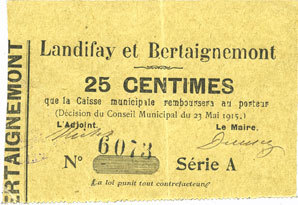 Landifay et Bertaignemont
25 CENTIMES
que la Caisse municipale remboursera au porteur
(Décision du Conseil Municipal du 23 Mai 1915.)
L'Adjoint. Le Maire.
N° 6073 Série A
La loi punit tout contrefacteur
ERTAIGNEMONT